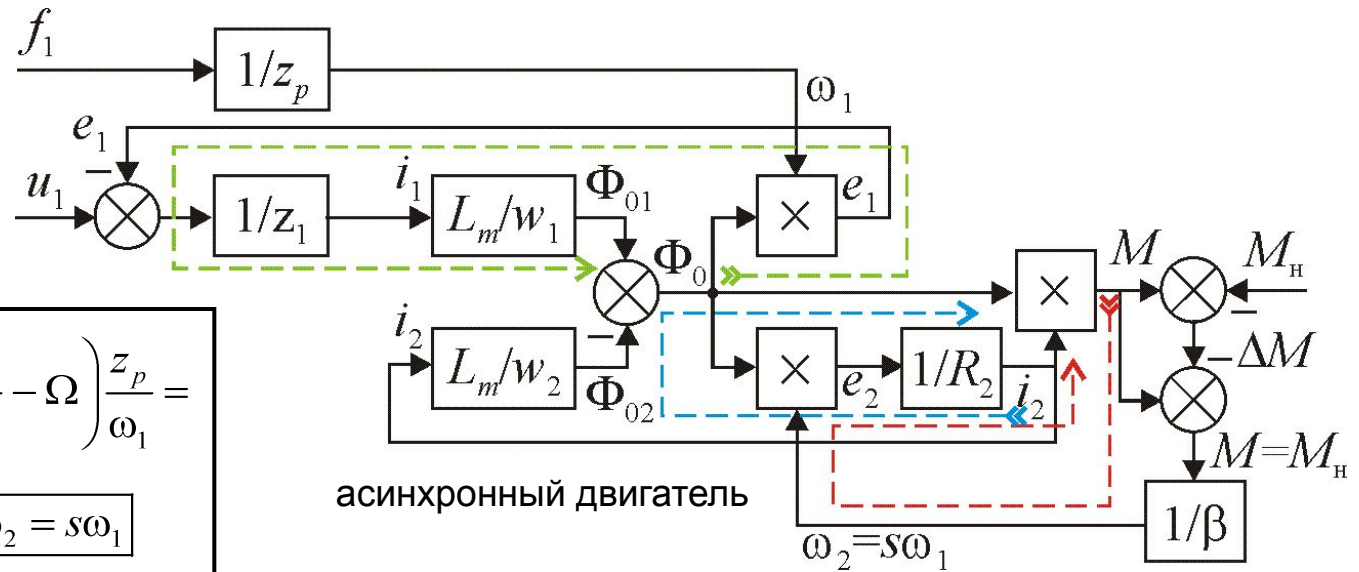 f₁
1/zₚ
ω₁
e₁
−
u₁
1/z₁
i₁
Lₘ/w₁
Φ₀₁
×
e₁
Φ₀
i₂
Lₘ/w₂
−
Φ₀₂
×
e₂
1/R₂
i₂
×
M
Mн
−
−ΔM
M=Mн
1/β
ω₂=sω₁
асинхронный двигатель
− Ω) zₚ/ω₁ =
₂ = sω₁